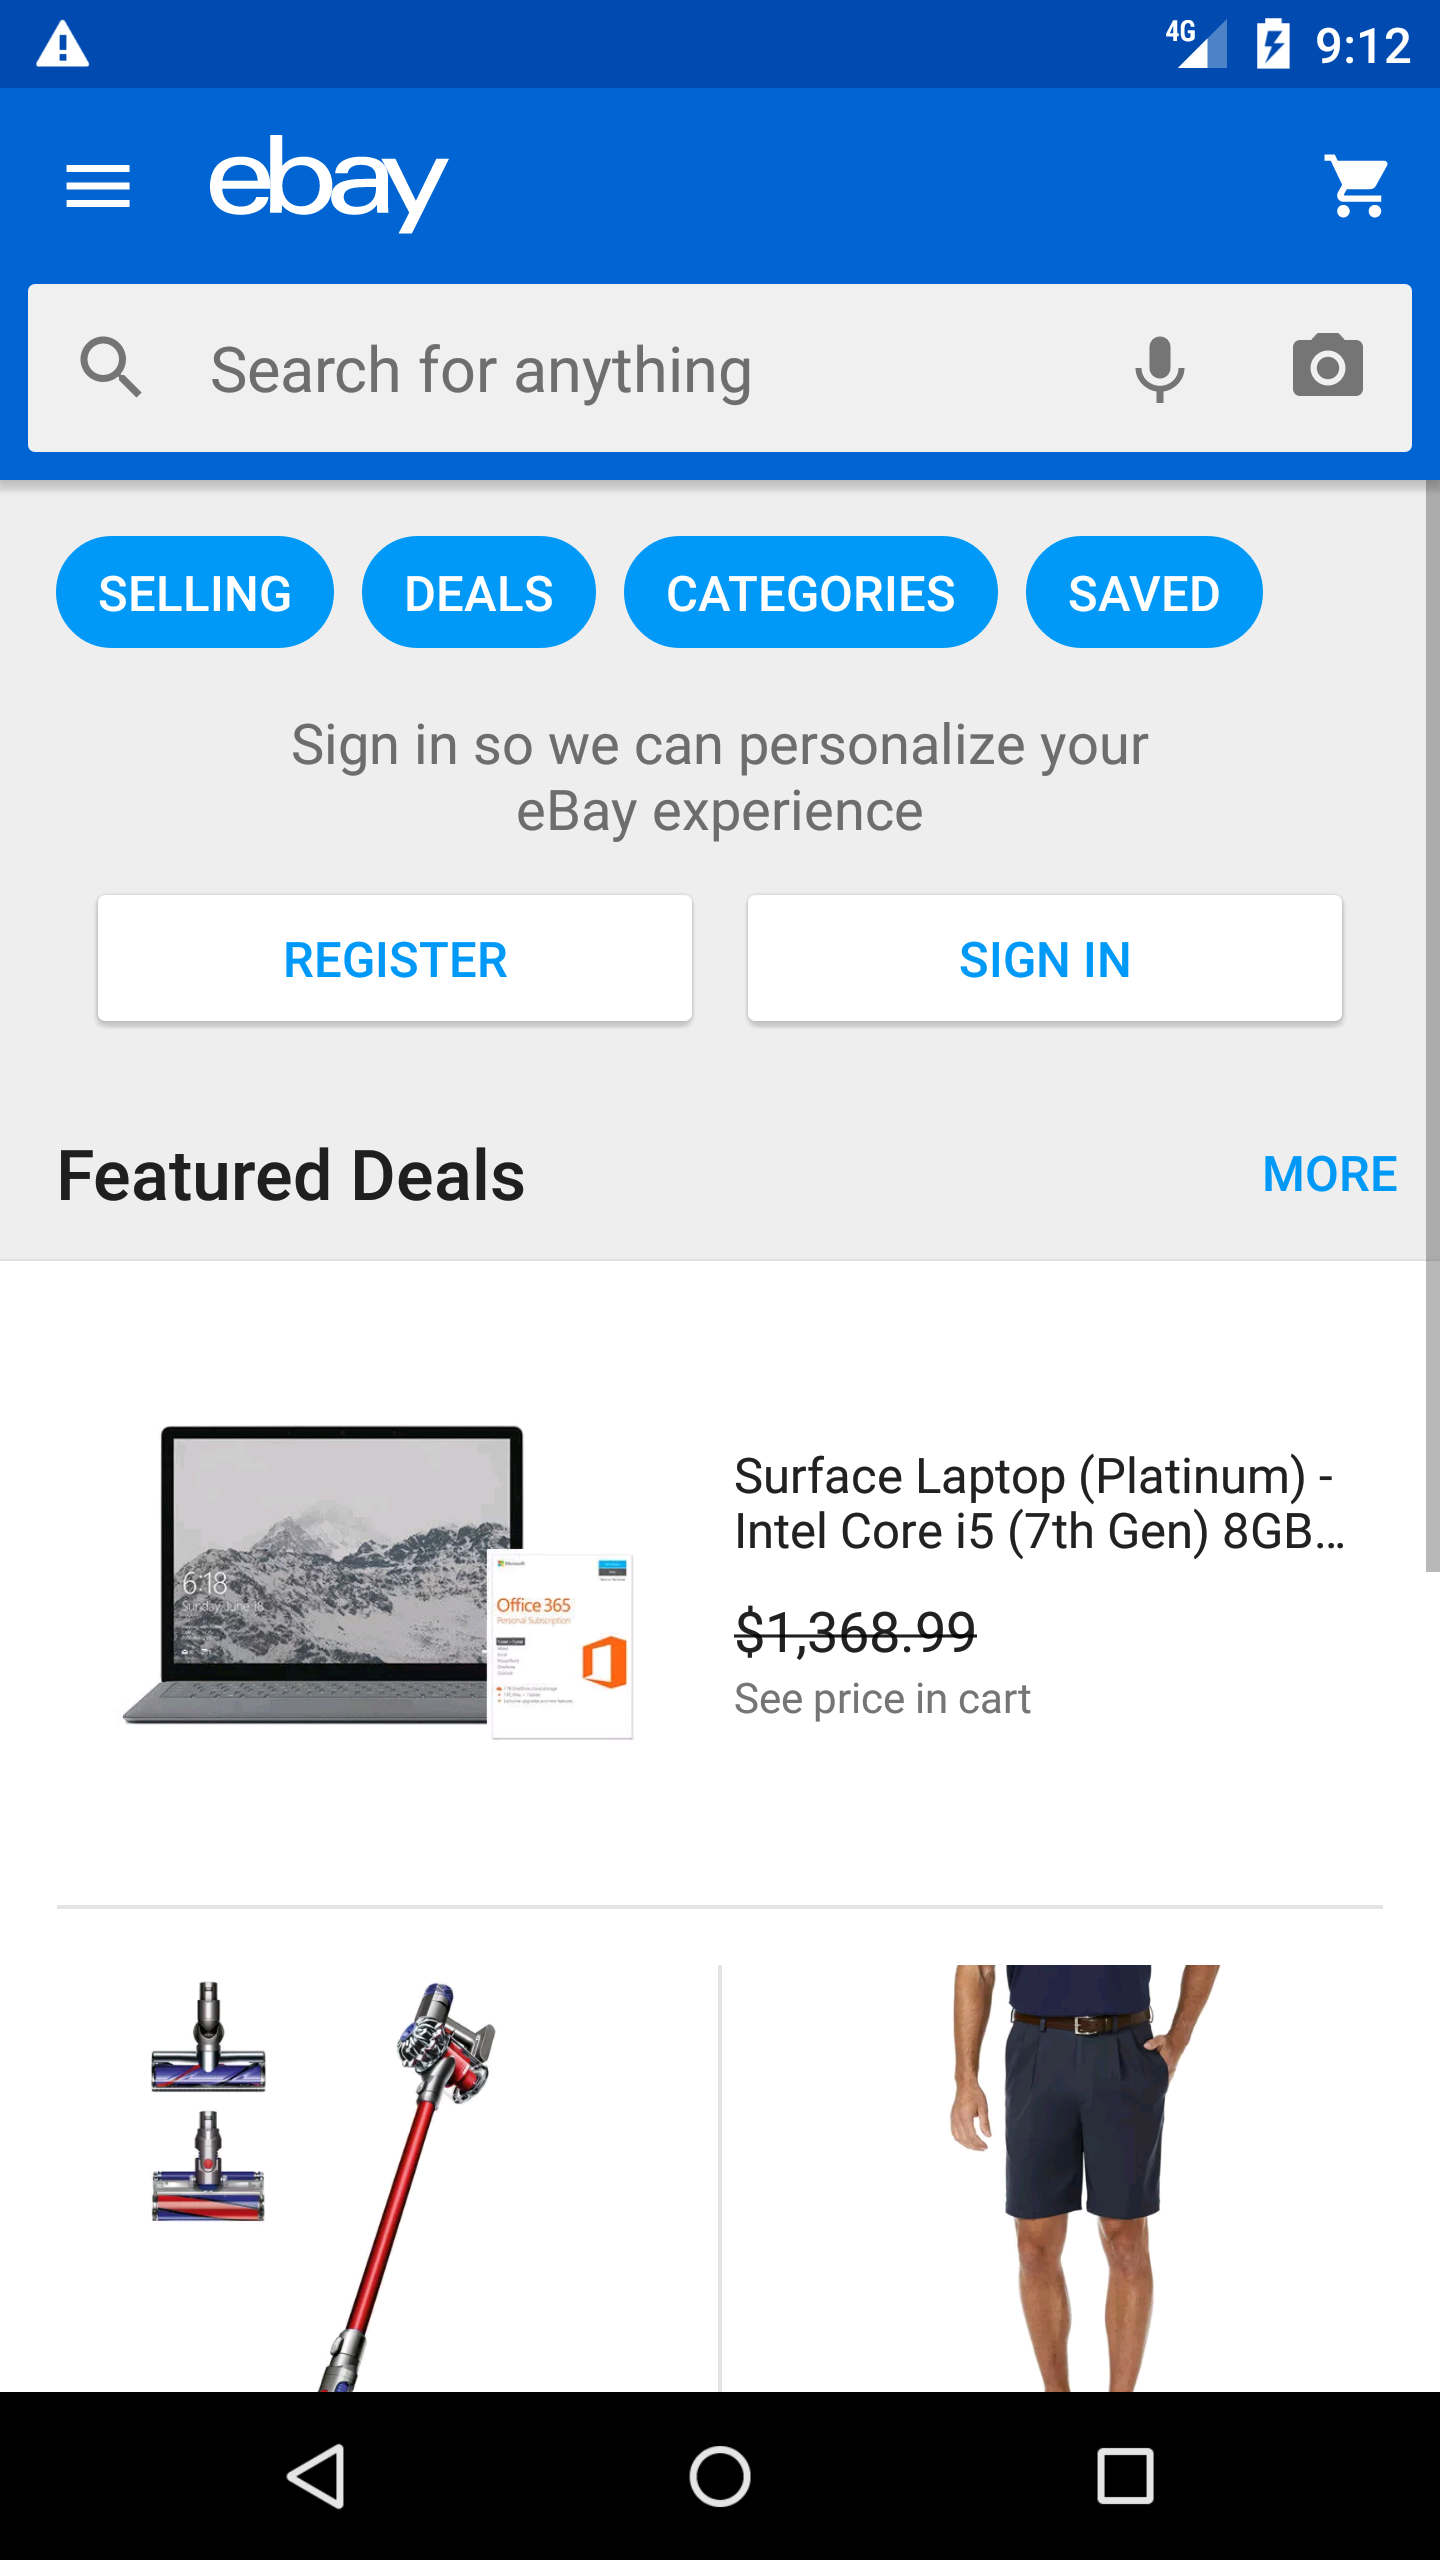 4G 9:12
ebay
Search for anything
SELLING DEALS CATEGORIES SAVED
Sign in so we can personalize your
eBay experience
REGISTER SIGN IN
Featured Deals MORE
Surface Laptop (Platinum) -
Intel Core i5 (7th Gen) 8GB...
$1,368.99
See price in cart
6:18
Sunday, June 18
Microsoft
Office 365
Personal Subscription